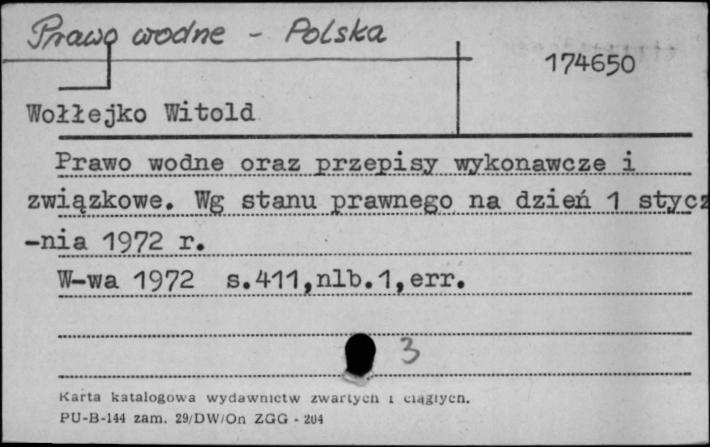 Prawo wodne - Polska
174650
Wołłejko Witold
Prawo wodne oraz przepisy wykonawcze i
związkowe. Wg stanu prawnego na dzień 1 stycz
-nia 1972 r.
W-wa 1972 s.411,nlb.1,err.
3
Karta katalogowa wydawnictw zwartych i ciągłych.
PU-B-144 zam. 29/DW/On ZGG - 204